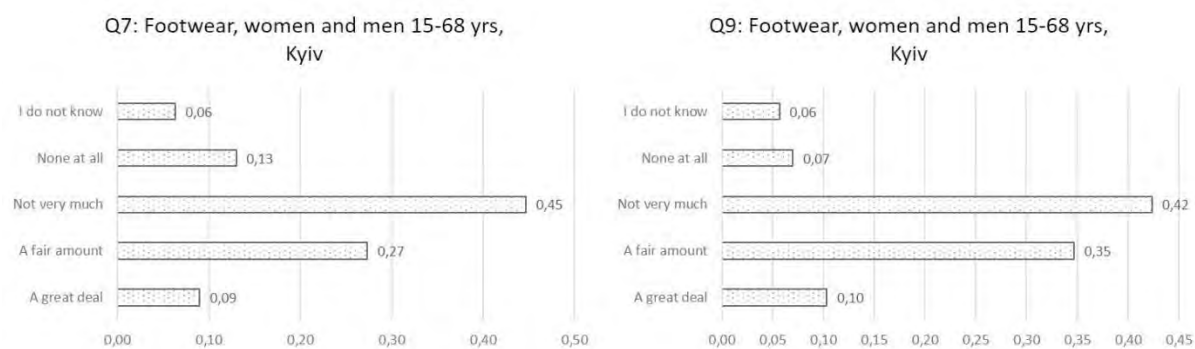 Q7: Footwear, women and men 15-68 yrs,
Kyiv
I do not know
0,06
None at all
0,13
Not very much
0,45
A fair amount
0,27
A great deal
0,09
0,00 0,10 0,20 0,30 0,40 0,50
Q9: Footwear, women and men 15-68 yrs,
Kyiv
I do not know
0,06
None at all
0,07
Not very much
0,42
A fair amount
0,35
A great deal
0,10
0,00 0,05 0,10 0,15 0,20 0,25 0,30 0,35 0,40 0,45